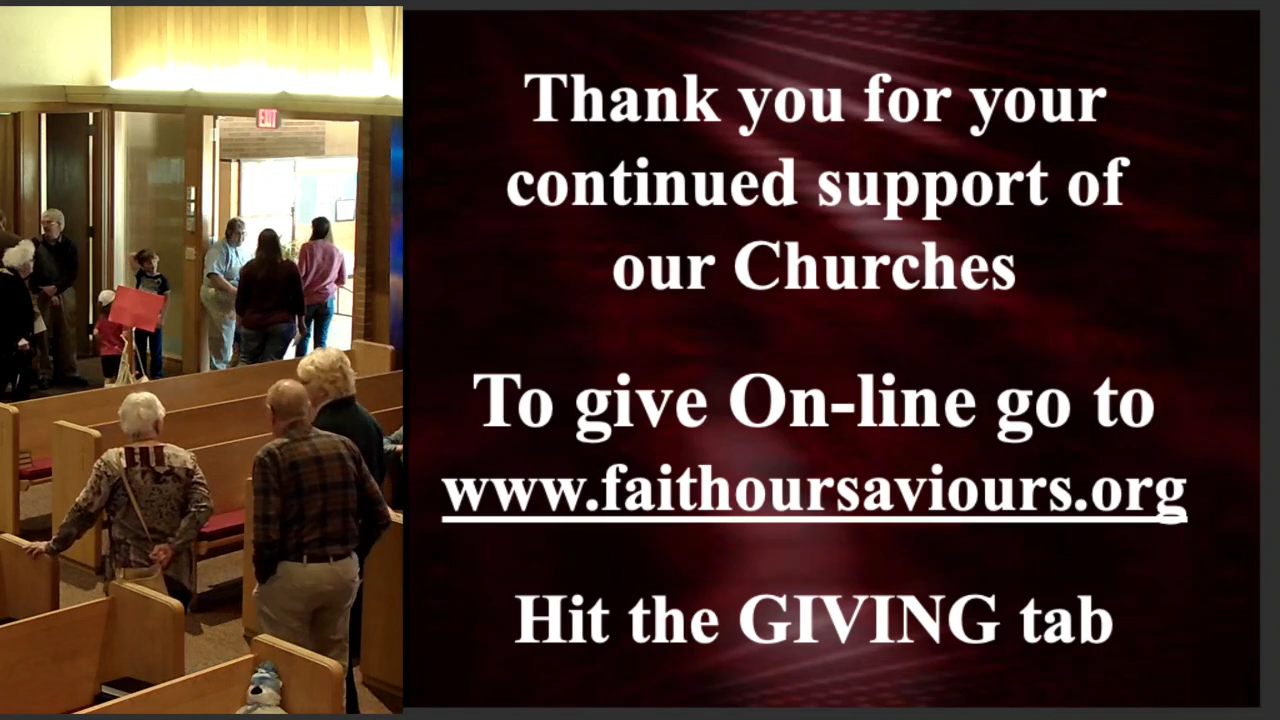 EXIT
Thank you for your
continued support of
our Churches
To give On-line go to
www.faithoursaviours.org
Hit the GIVING tab